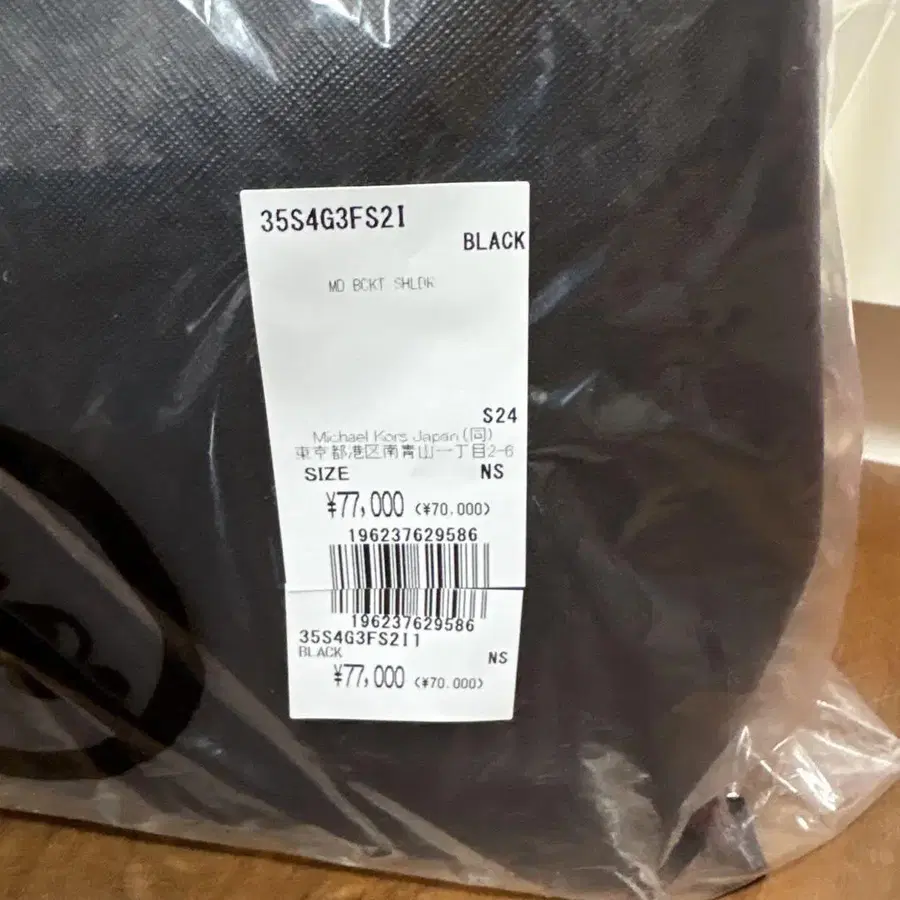 35S4G3FS2I
BLACK
MD BCKT SHLDR
S24
Michael Kors Japan(同)
東京都港区南青山一丁目2-6
SIZE NS
¥77,000 (¥70,000)
196237629586
196237629586
35S4G3FS2I1
BLACK
NS
¥77,000 (¥70,000)